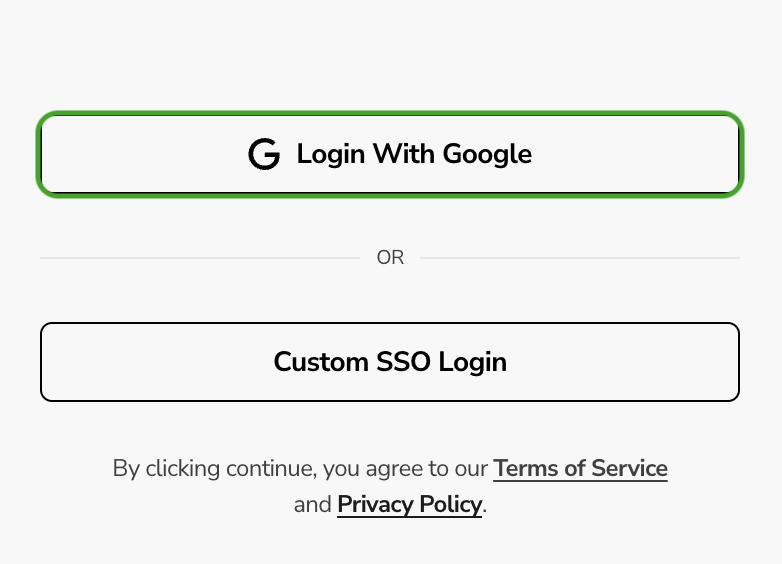 Login With Google
OR
Custom SSO Login
By clicking continue, you agree to our Terms of Service
and Privacy Policy.